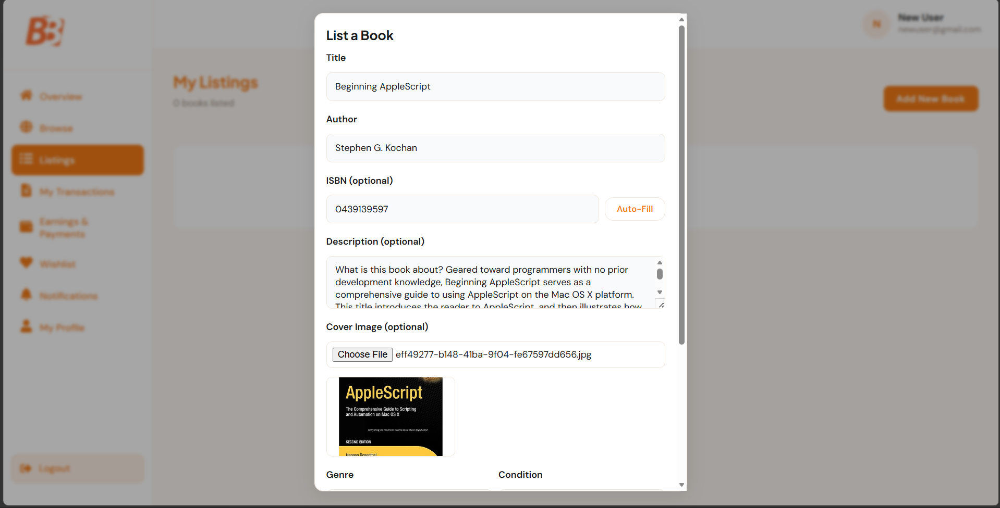 B3
New User
newuser@gmail.com
Overview
Browse
Listings
My Transactions
Earnings &
Payments
Wishlist
Notifications
My Profile
Logout
My Listings
0 books listed
Add New Book
List a Book
Title
Beginning AppleScript
Author
Stephen G. Kochan
ISBN (optional)
0439139597
Auto-Fill
Description (optional)
What is this book about? Geared toward programmers with no prior
development knowledge, Beginning AppleScript serves as a
comprehensive guide to using AppleScript on the Mac OS X platform.
This title introduces the reader to AppleScript, and then illustrates how
Cover Image (optional)
Choose File
eff49277-b148-41ba-9f04-fe67597dd656.jpg
AppleScript
The Comprehensive Guide to Scripting
and Automation on Mac OS X
Everything you could ever need to know about AppleScript!
SECOND EDITION
Hanaan Rosenthal
Genre
Condition